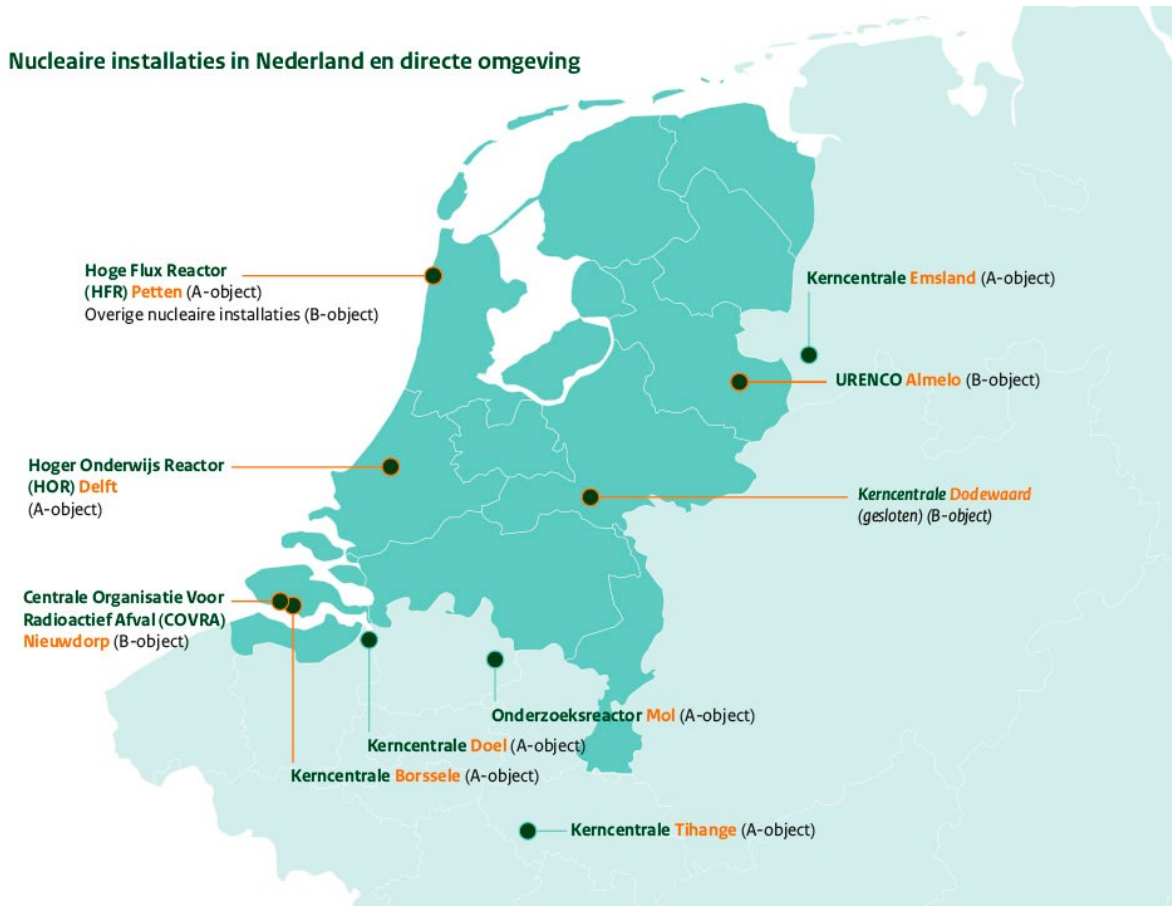 Nucleaire installaties in Nederland en directe omgeving
Hoge Flux Reactor
(HFR) Petten (A-object)
Overige nucleaire installaties (B-object)
Kerncentrale Emsland (A-object)
URENCO Almelo (B-object)
Hoger Onderwijs Reactor
(HOR) Delft
(A-object)
Kerncentrale Dodewaard
(gesloten) (B-object)
Centrale Organisatie Voor
Radioactief Afval (COVRA)
Nieuwdorp (B-object)
Onderzoeksreactor Mol (A-object)
Kerncentrale Doel (A-object)
Kerncentrale Borssele (A-object)
Kerncentrale Tihange (A-object)